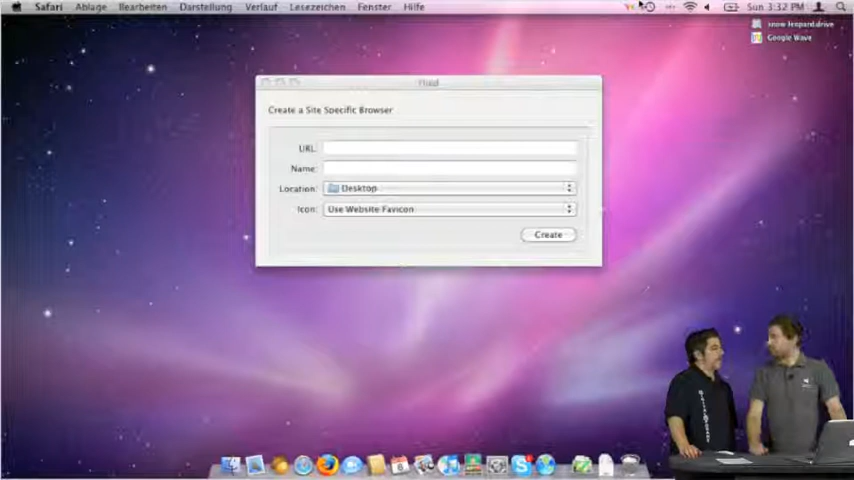 Safari Ablage Bearbeiten Darstellung Verlauf Lesezeichen Fenster Hilfe Sun 3:32 PM
snow leopard.drive
Google Wave
Fluid
Create a Site Specific Browser
URL:
Name:
Location: Desktop
Icon: Use Website Favicon
Create